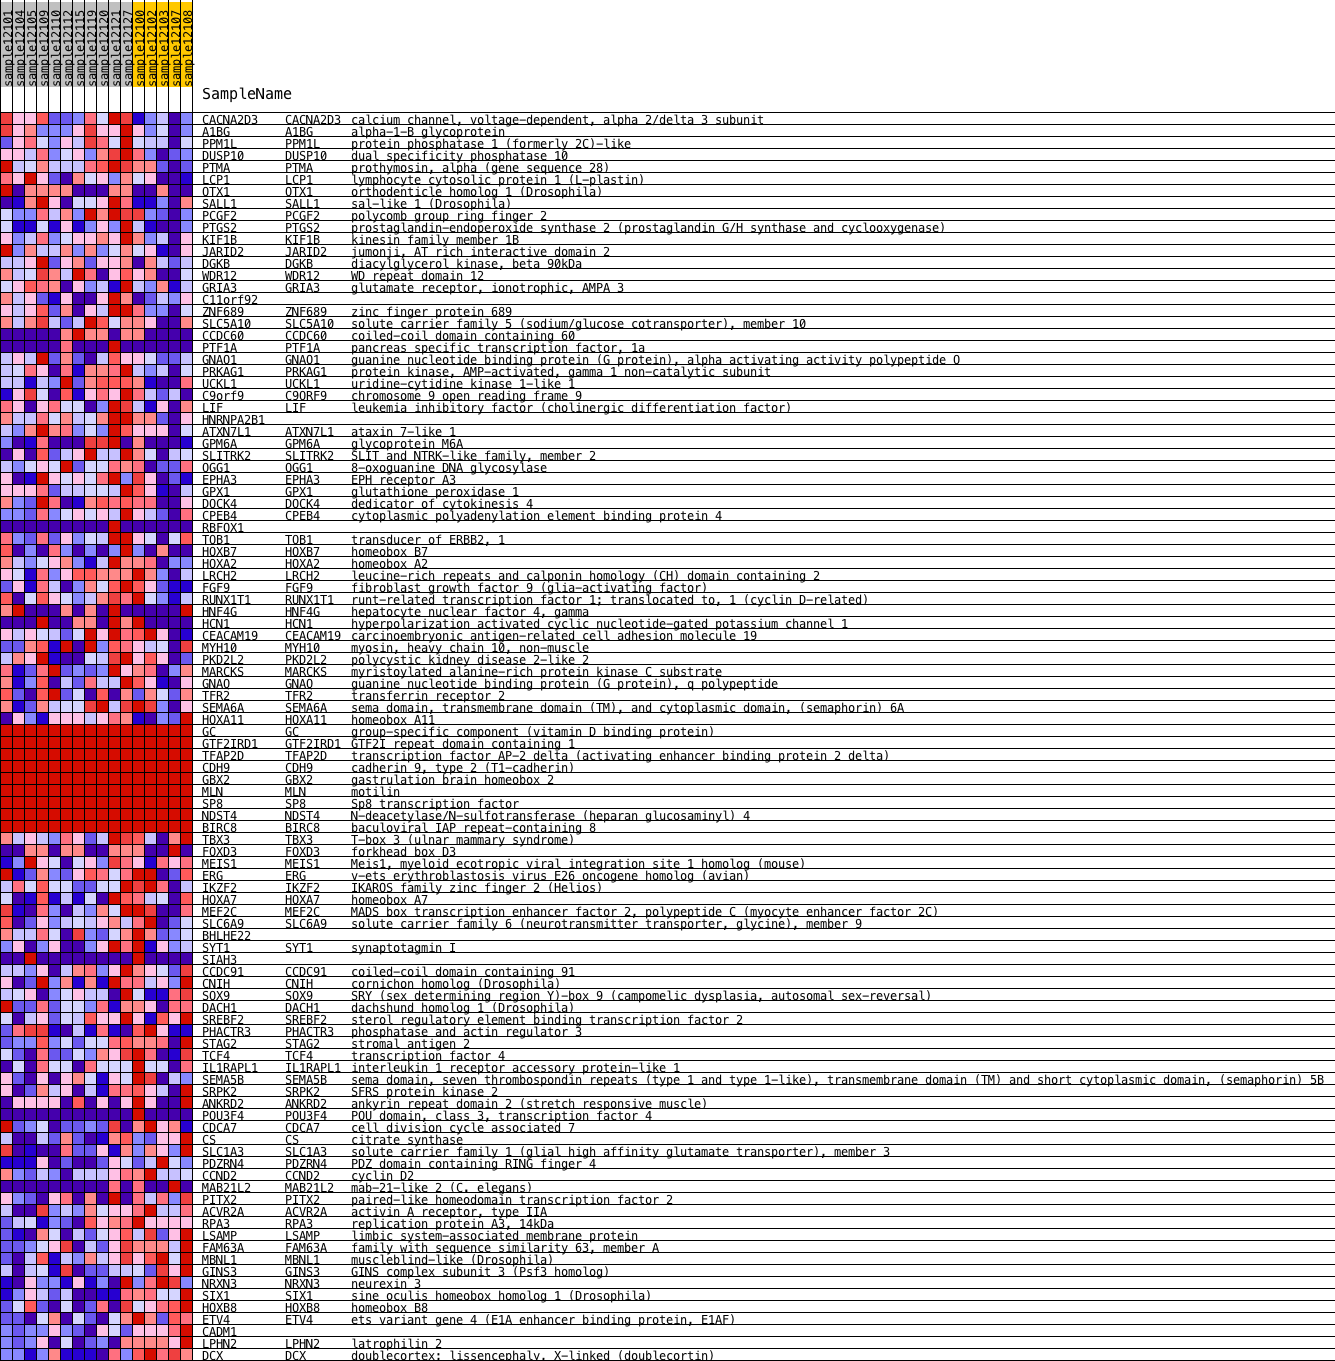 sample12101
sample12104
sample12105
sample12109
sample12110
sample12112
sample12115
sample12119
sample12120
sample12121
sample12127
sample12100
sample12102
sample12103
sample12107
sample12108
SampleName
CACNA2D3 CACNA2D3 calcium channel, voltage-dependent, alpha 2/delta 3 subunit
A1BG A1BG alpha-1-B glycoprotein
PPM1L PPM1L protein phosphatase 1 (formerly 2C)-like
DUSP10 DUSP10 dual specificity phosphatase 10
PTMA PTMA prothymosin, alpha (gene sequence 28)
LCP1 LCP1 lymphocyte cytosolic protein 1 (L-plastin)
OTX1 OTX1 orthodenticle homolog 1 (Drosophila)
SALL1 SALL1 sal-like 1 (Drosophila)
PCGF2 PCGF2 polycomb group ring finger 2
PTGS2 PTGS2 prostaglandin-endoperoxide synthase 2 (prostaglandin G/H synthase and cyclooxygenase)
KIF1B KIF1B kinesin family member 1B
JARID2 JARID2 jumonji, AT rich interactive domain 2
DGKB DGKB diacylglycerol kinase, beta 90kDa
WDR12 WDR12 WD repeat domain 12
GRIA3 GRIA3 glutamate receptor, ionotrophic, AMPA 3
C11orf92
ZNF689 ZNF689 zinc finger protein 689
SLC5A10 SLC5A10 solute carrier family 5 (sodium/glucose cotransporter), member 10
CCDC60 CCDC60 coiled-coil domain containing 60
PTF1A PTF1A pancreas specific transcription factor, 1a
GNAO1 GNAO1 guanine nucleotide binding protein (G protein), alpha activating activity polypeptide O
PRKAG1 PRKAG1 protein kinase, AMP-activated, gamma 1 non-catalytic subunit
UCKL1 UCKL1 uridine-cytidine kinase 1-like 1
C9orf9 C9ORF9 chromosome 9 open reading frame 9
LIF LIF leukemia inhibitory factor (cholinergic differentiation factor)
HNRNPA2B1
ATXN7L1 ATXN7L1 ataxin 7-like 1
GPM6A GPM6A glycoprotein M6A
SLITRK2 SLITRK2 SLIT and NTRK-like family, member 2
OGG1 OGG1 8-oxoguanine DNA glycosylase
EPHA3 EPHA3 EPH receptor A3
GPX1 GPX1 glutathione peroxidase 1
DOCK4 DOCK4 dedicator of cytokinesis 4
CPEB4 CPEB4 cytoplasmic polyadenylation element binding protein 4
RBFOX1
TOB1 TOB1 transducer of ERBB2, 1
HOXB7 HOXB7 homeobox B7
HOXA2 HOXA2 homeobox A2
LRCH2 LRCH2 leucine-rich repeats and calponin homology (CH) domain containing 2
FGF9 FGF9 fibroblast growth factor 9 (glia-activating factor)
RUNX1T1 RUNX1T1 runt-related transcription factor 1; translocated to, 1 (cyclin D-related)
HNF4G HNF4G hepatocyte nuclear factor 4, gamma
HCN1 HCN1 hyperpolarization activated cyclic nucleotide-gated potassium channel 1
CEACAM19 CEACAM19 carcinoembryonic antigen-related cell adhesion molecule 19
MYH10 MYH10 myosin, heavy chain 10, non-muscle
PKD2L2 PKD2L2 polycystic kidney disease 2-like 2
MARCKS MARCKS myristoylated alanine-rich protein kinase C substrate
GNAQ GNAQ guanine nucleotide binding protein (G protein), q polypeptide
TFR2 TFR2 transferrin receptor 2
SEMA6A SEMA6A sema domain, transmembrane domain (TM), and cytoplasmic domain, (semaphorin) 6A
HOXA11 HOXA11 homeobox A11
GC GC group-specific component (vitamin D binding protein)
GTF2IRD1 GTF2IRD1 GTF2I repeat domain containing 1
TFAP2D TFAP2D transcription factor AP-2 delta (activating enhancer binding protein 2 delta)
CDH9 CDH9 cadherin 9, type 2 (T1-cadherin)
GBX2 GBX2 gastrulation brain homeobox 2
MLN MLN motilin
SP8 SP8 Sp8 transcription factor
NDST4 NDST4 N-deacetylase/N-sulfotransferase (heparan glucosaminyl) 4
BIRC8 BIRC8 baculoviral IAP repeat-containing 8
TBX3 TBX3 T-box 3 (ulnar mammary syndrome)
FOXD3 FOXD3 forkhead box D3
MEIS1 MEIS1 Meis1, myeloid ecotropic viral integration site 1 homolog (mouse)
ERG ERG v-ets erythroblastosis virus E26 oncogene homolog (avian)
IKZF2 IKZF2 IKAROS family zinc finger 2 (Helios)
HOXA7 HOXA7 homeobox A7
MEF2C MEF2C MADS box transcription enhancer factor 2, polypeptide C (myocyte enhancer factor 2C)
SLC6A9 SLC6A9 solute carrier family 6 (neurotransmitter transporter, glycine), member 9
BHLHE22
SYT1 SYT1 synaptotagmin I
SIAH3
CCDC91 CCDC91 coiled-coil domain containing 91
CNIH CNIH cornichon homolog (Drosophila)
SOX9 SOX9 SRY (sex determining region Y)-box 9 (campomelic dysplasia, autosomal sex-reversal)
DACH1 DACH1 dachshund homolog 1 (Drosophila)
SREBF2 SREBF2 sterol regulatory element binding transcription factor 2
PHACTR3 PHACTR3 phosphatase and actin regulator 3
STAG2 STAG2 stromal antigen 2
TCF4 TCF4 transcription factor 4
IL1RAPL1 IL1RAPL1 interleukin 1 receptor accessory protein-like 1
SEMA5B SEMA5B sema domain, seven thrombospondin repeats (type 1 and type 1-like), transmembrane domain (TM) and short cytoplasmic domain, (semaphorin) 5B
SRPK2 SRPK2 SFRS protein kinase 2
ANKRD2 ANKRD2 ankyrin repeat domain 2 (stretch responsive muscle)
POU3F4 POU3F4 POU domain, class 3, transcription factor 4
CDCA7 CDCA7 cell division cycle associated 7
CS CS citrate synthase
SLC1A3 SLC1A3 solute carrier family 1 (glial high affinity glutamate transporter), member 3
PDZRN4 PDZRN4 PDZ domain containing RING finger 4
CCND2 CCND2 cyclin D2
MAB21L2 MAB21L2 mab-21-like 2 (C. elegans)
PITX2 PITX2 paired-like homeodomain transcription factor 2
ACVR2A ACVR2A activin A receptor, type IIA
RPA3 RPA3 replication protein A3, 14kDa
LSAMP LSAMP limbic system-associated membrane protein
FAM63A FAM63A family with sequence similarity 63, member A
MBNL1 MBNL1 muscleblind-like (Drosophila)
GINS3 GINS3 GINS complex subunit 3 (Psf3 homolog)
NRXN3 NRXN3 neurexin 3
SIX1 SIX1 sine oculis homeobox homolog 1 (Drosophila)
HOXB8 HOXB8 homeobox B8
ETV4 ETV4 ets variant gene 4 (E1A enhancer binding protein, E1AF)
CADM1
LPHN2 LPHN2 latrophilin 2
DCX DCX doublecortex; lissencephaly, X-linked (doublecortin)